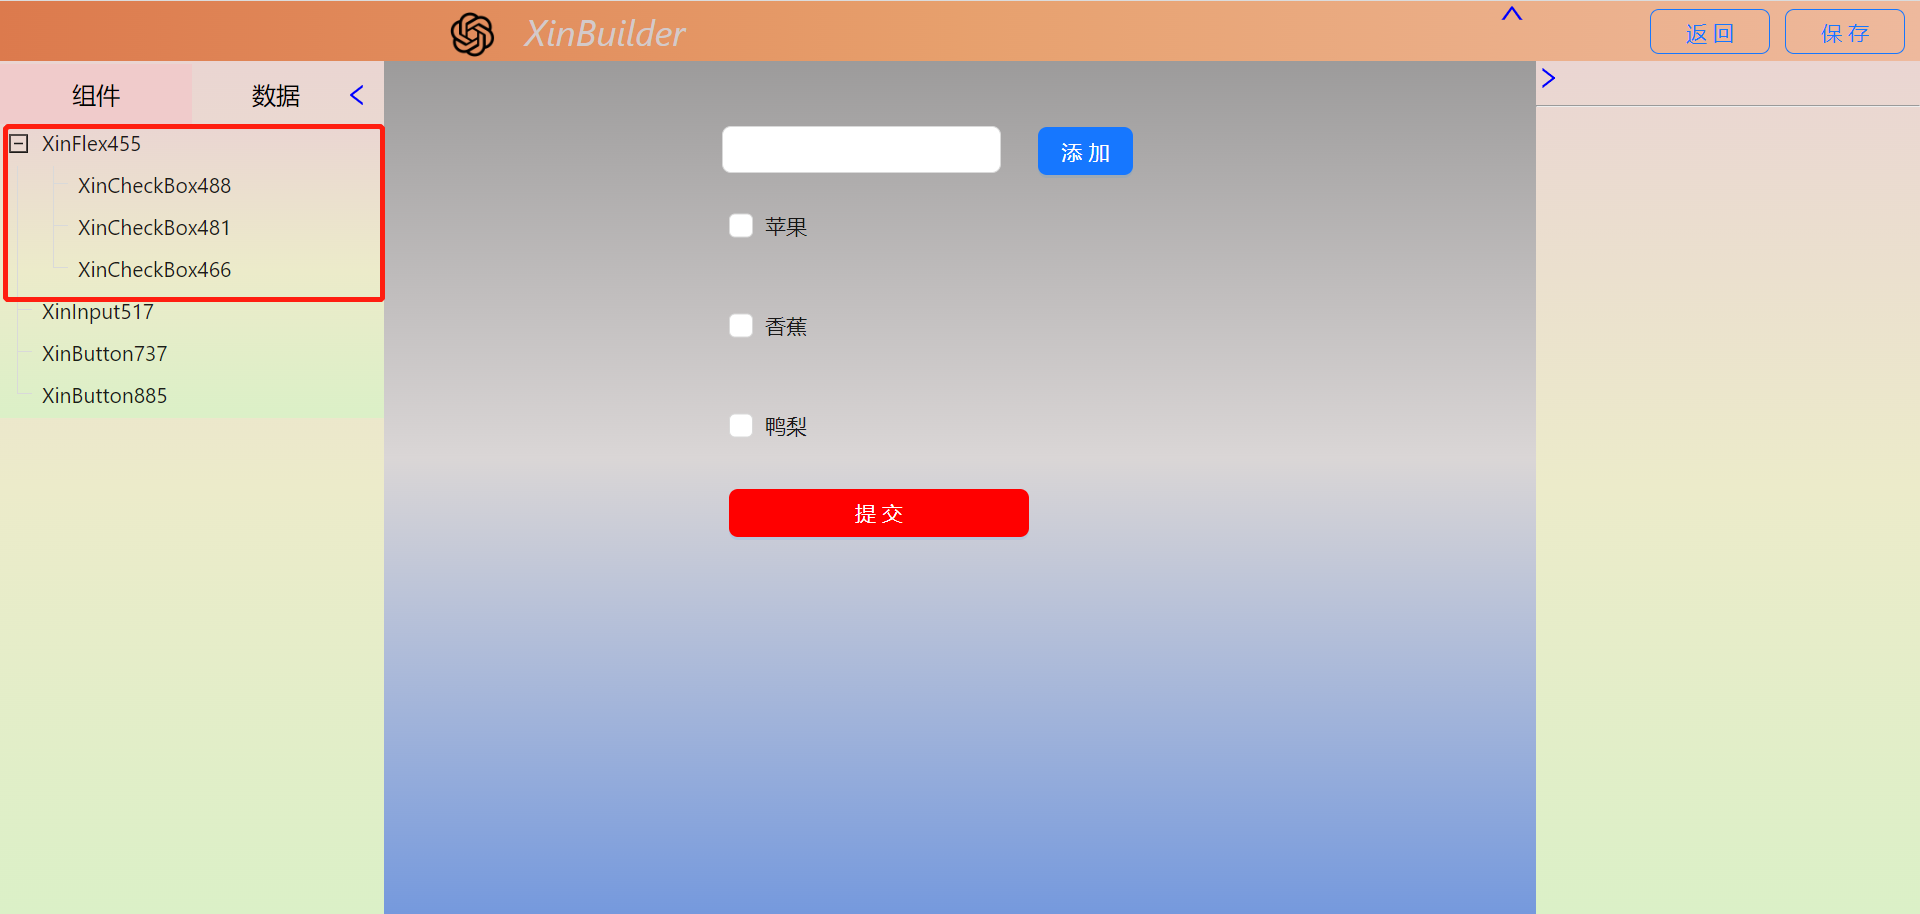 XinBuilder
返 回
保 存
组件
数据
XinFlex455
XinCheckBox488
XinCheckBox481
XinCheckBox466
XinInput517
XinButton737
XinButton885
添 加
苹果
香蕉
鸭梨
提 交